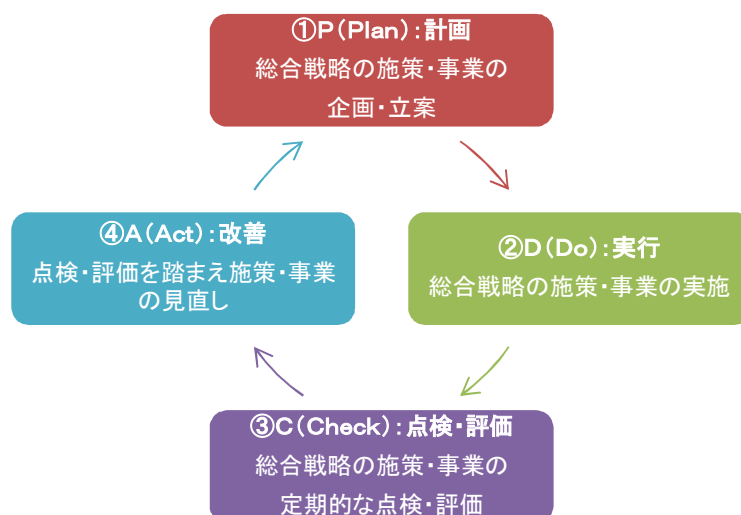 ①P(Plan):計画
総合戦略の施策・事業の
企画・立案
②D(Do):実行
総合戦略の施策・事業の実施
③C(Check):点検・評価
総合戦略の施策・事業の
定期的な点検・評価
④A(Act):改善
点検・評価を踏まえ施策・事業
の見直し